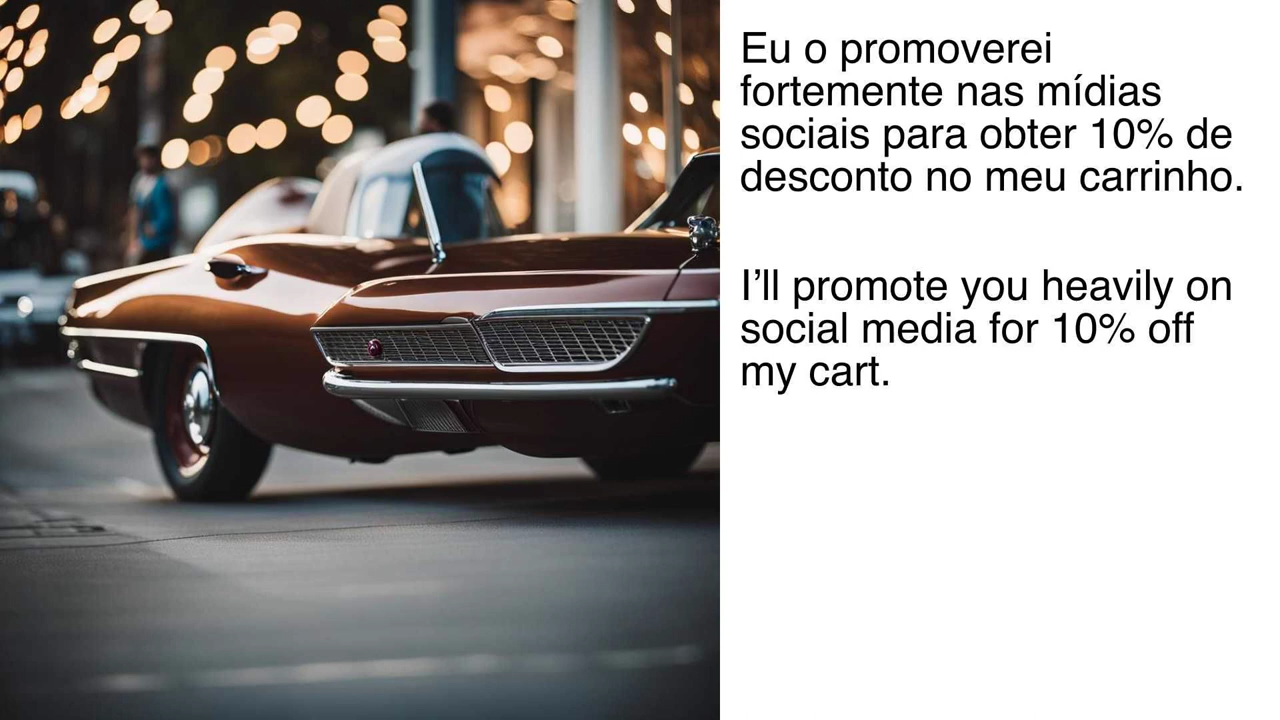 Eu o promoverei
fortemente nas mídias
sociais para obter 10% de
desconto no meu carrinho.
I’ll promote you heavily on
social media for 10% off
my cart.